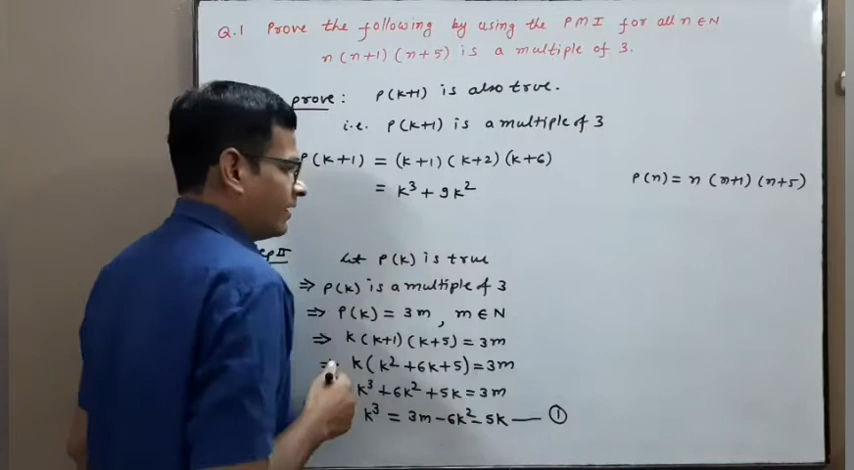 Q.1 Prove the following by using the PMI for all n ∈ N
n(n+1)(n+5) is a multiple of 3.
prove : P(k+1) is also true.
i.e. P(k+1) is a multiple of 3
P(k+1) = (k+1)(k+2)(k+6)
= k³ + 9k²
P(n) = n(n+1)(n+5)
Let P(k) is true
⇒ P(k) is a multiple of 3
⇒ P(k) = 3m, m ∈ N
⇒ k(k+1)(k+5) = 3m
⇒ k(k²+6k+5) = 3m
k³+6k²+5k = 3m
k³ = 3m-6k²-5k — ①